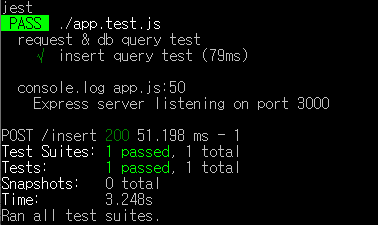 jest
PASS ./app.test.js
request & db query test
√ insert query test (79ms)
console.log app.js:50
Express server listening on port 3000
POST /insert 200 51.198 ms - 1
Test Suites: 1 passed, 1 total
Tests: 1 passed, 1 total
Snapshots: 0 total
Time: 3.248s
Ran all test suites.